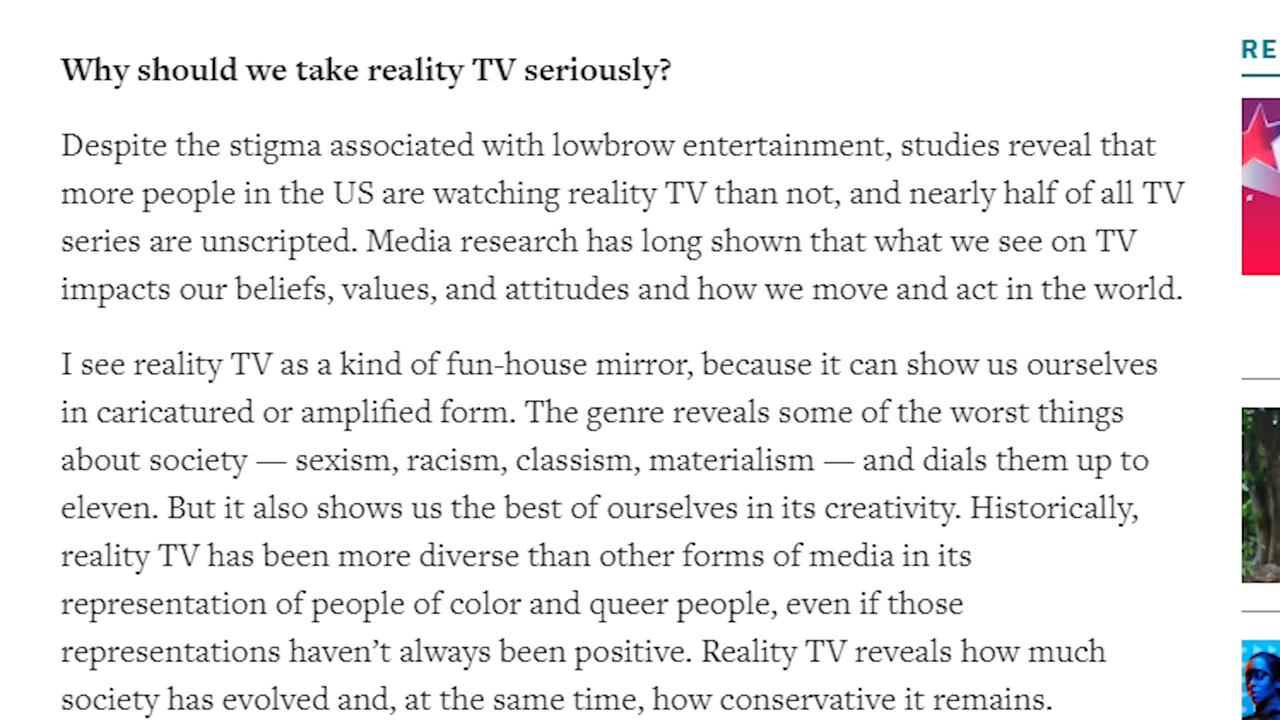 Why should we take reality TV seriously?
Despite the stigma associated with lowbrow entertainment, studies reveal that
more people in the US are watching reality TV than not, and nearly half of all TV
series are unscripted. Media research has long shown that what we see on TV
impacts our beliefs, values, and attitudes and how we move and act in the world.
I see reality TV as a kind of fun-house mirror, because it can show us ourselves
in caricatured or amplified form. The genre reveals some of the worst things
about society — sexism, racism, classism, materialism — and dials them up to
eleven. But it also shows us the best of ourselves in its creativity. Historically,
reality TV has been more diverse than other forms of media in its
representation of people of color and queer people, even if those
representations haven’t always been positive. Reality TV reveals how much
society has evolved and, at the same time, how conservative it remains.
RE